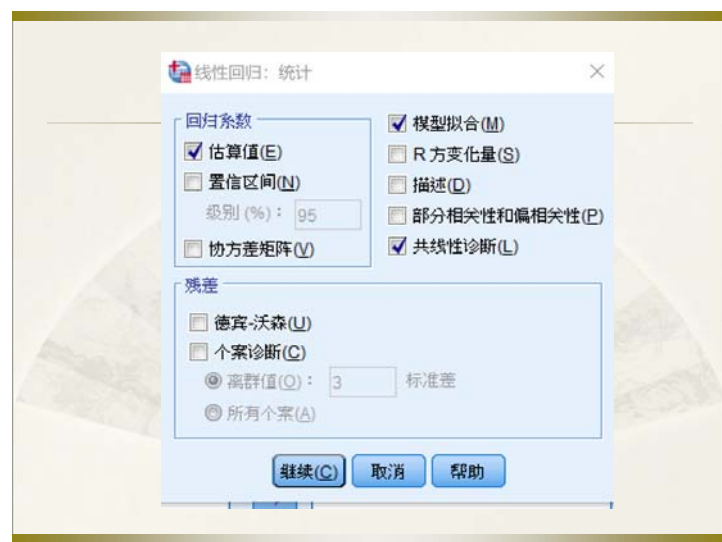 线性回归：统计
回归系数
估算值(E)
置信区间(N)
级别 (%)： 95
协方差矩阵(V)
模型拟合(M)
R 方变化量(S)
描述(D)
部分相关性和偏相关性(P)
共线性诊断(L)
残差
德宾-沃森(U)
个案诊断(C)
离群值(O)： 3 标准差
所有个案(A)
继续(C) 取消 帮助